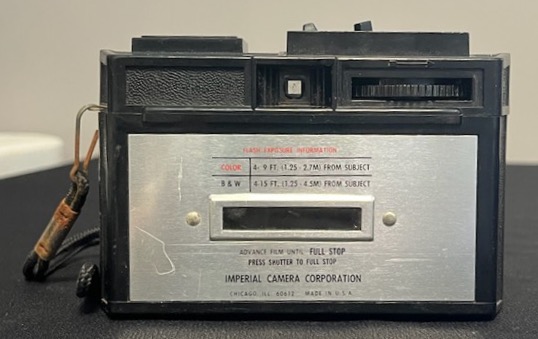 FLASH EXPOSURE INFORMATION
COLOR 4-9 FT. (1.25-2.7M) FROM SUBJECT
B & W 4-15 FT. (1.25-4.5M) FROM SUBJECT
ADVANCE FILM UNTIL FULL STOP
PRESS SHUTTER TO FULL STOP
IMPERIAL CAMERA CORPORATION
CHICAGO, ILL. 60612 MADE IN U.S.A.